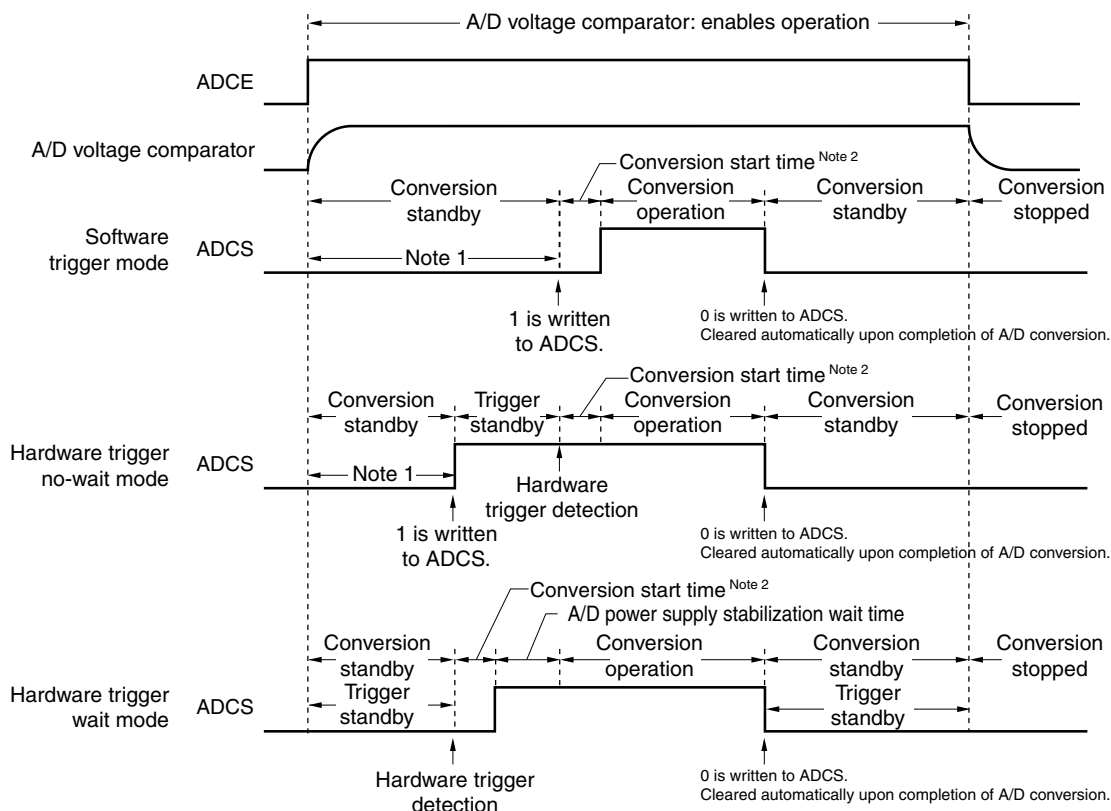 A/D voltage comparator: enables operation
ADCE
A/D voltage comparator
Conversion start time Note 2
Conversion
standby
Conversion
operation
Conversion
standby
Conversion
stopped
Software
trigger mode
ADCS
Note 1
1 is written
to ADCS.
0 is written to ADCS.
Cleared automatically upon completion of A/D conversion.
Conversion start time Note 2
Conversion
standby
Trigger
standby
Conversion
operation
Conversion
standby
Conversion
stopped
Hardware trigger
no-wait mode
ADCS
Note 1
Hardware
trigger detection
1 is written
to ADCS.
0 is written to ADCS.
Cleared automatically upon completion of A/D conversion.
Conversion start time Note 2
A/D power supply stabilization wait time
Conversion
standby
Conversion
operation
Conversion
standby
Conversion
stopped
Hardware trigger
wait mode
ADCS
Trigger
standby
Trigger
standby
Hardware trigger
detection
0 is written to ADCS.
Cleared automatically upon completion of A/D conversion.